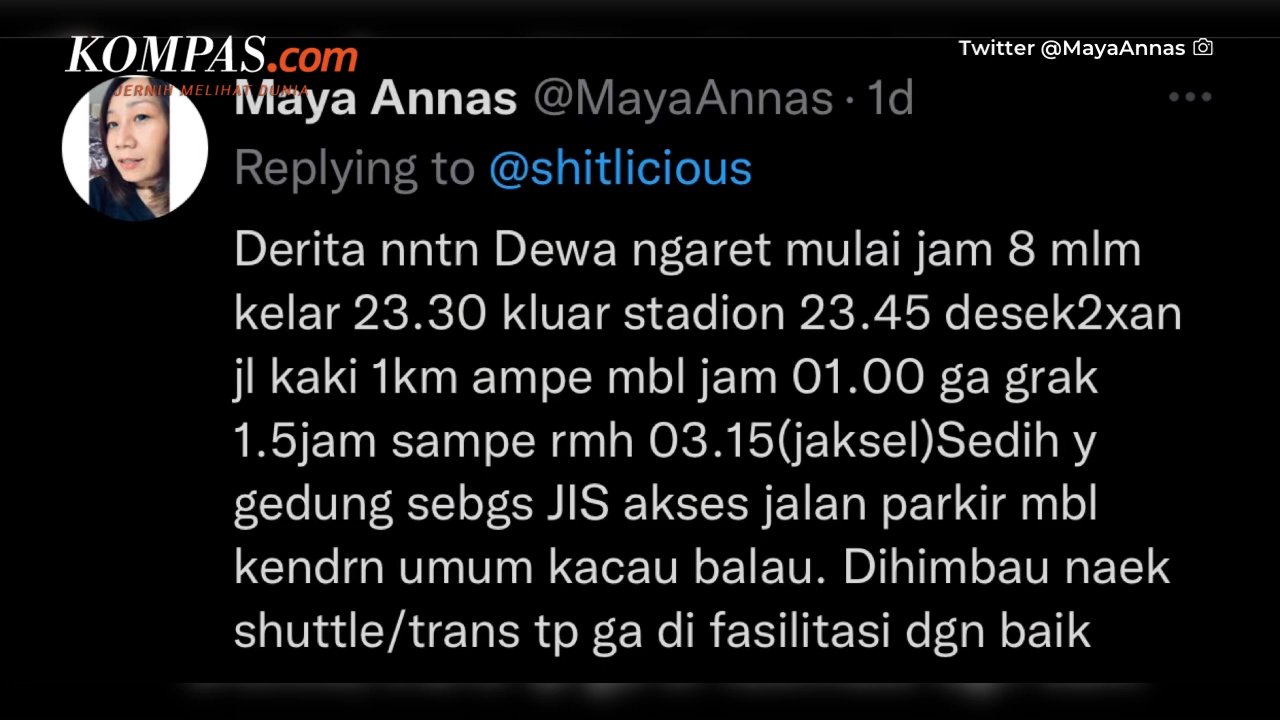 KOMPAS.com
JERNIH MELIHAT DUNIA
Twitter @MayaAnnas
Maya Annas @MayaAnnas · 1d
Replying to @shitlicious
Derita nntn Dewa ngaret mulai jam 8 mlm
kelar 23.30 kluar stadion 23.45 desek2xan
jl kaki 1km ampe mbl jam 01.00 ga grak
1.5jam sampe rmh 03.15(jaksel)Sedih y
gedung sebgs JIS akses jalan parkir mbl
kendrn umum kacau balau. Dihimbau naek
shuttle/trans tp ga di fasilitasi dgn baik